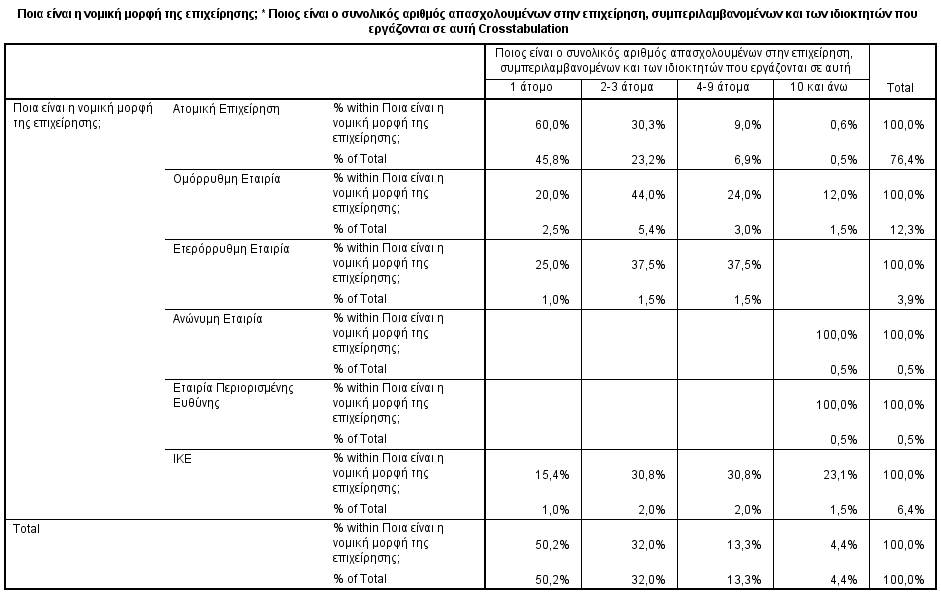 Ποια είναι η νομική μορφή της επιχείρησης; * Ποιος είναι ο συνολικός αριθμός απασχολουμένων στην επιχείρηση, συμπεριλαμβανομένων και των ιδιοκτητών που
εργάζονται σε αυτή Crosstabulation
Ποιος είναι ο συνολικός αριθμός απασχολουμένων στην επιχείρηση,
συμπεριλαμβανομένων και των ιδιοκτητών που εργάζονται σε αυτή
1 άτομο 2-3 άτομα 4-9 άτομα 10 και άνω Total
Ποια είναι η νομική μορφή
της επιχείρησης;
Ατομική Επιχείρηση
% within Ποια είναι η
νομική μορφή της
επιχείρησης;
60,0% 30,3% 9,0% 0,6% 100,0%
% of Total 45,8% 23,2% 6,9% 0,5% 76,4%
Ομόρρυθμη Εταιρία
% within Ποια είναι η
νομική μορφή της
επιχείρησης;
20,0% 44,0% 24,0% 12,0% 100,0%
% of Total 2,5% 5,4% 3,0% 1,5% 12,3%
Ετερόρρυθμη Εταιρία
% within Ποια είναι η
νομική μορφή της
επιχείρησης;
25,0% 37,5% 37,5% 100,0%
% of Total 1,0% 1,5% 1,5% 3,9%
Ανώνυμη Εταιρία
% within Ποια είναι η
νομική μορφή της
επιχείρησης;
100,0% 100,0%
% of Total 0,5% 0,5%
Εταιρία Περιορισμένης
Ευθύνης
% within Ποια είναι η
νομική μορφή της
επιχείρησης;
100,0% 100,0%
% of Total 0,5% 0,5%
ΙΚΕ
% within Ποια είναι η
νομική μορφή της
επιχείρησης;
15,4% 30,8% 30,8% 23,1% 100,0%
% of Total 1,0% 2,0% 2,0% 1,5% 6,4%
Total
% within Ποια είναι η
νομική μορφή της
επιχείρησης;
50,2% 32,0% 13,3% 4,4% 100,0%
% of Total 50,2% 32,0% 13,3% 4,4% 100,0%